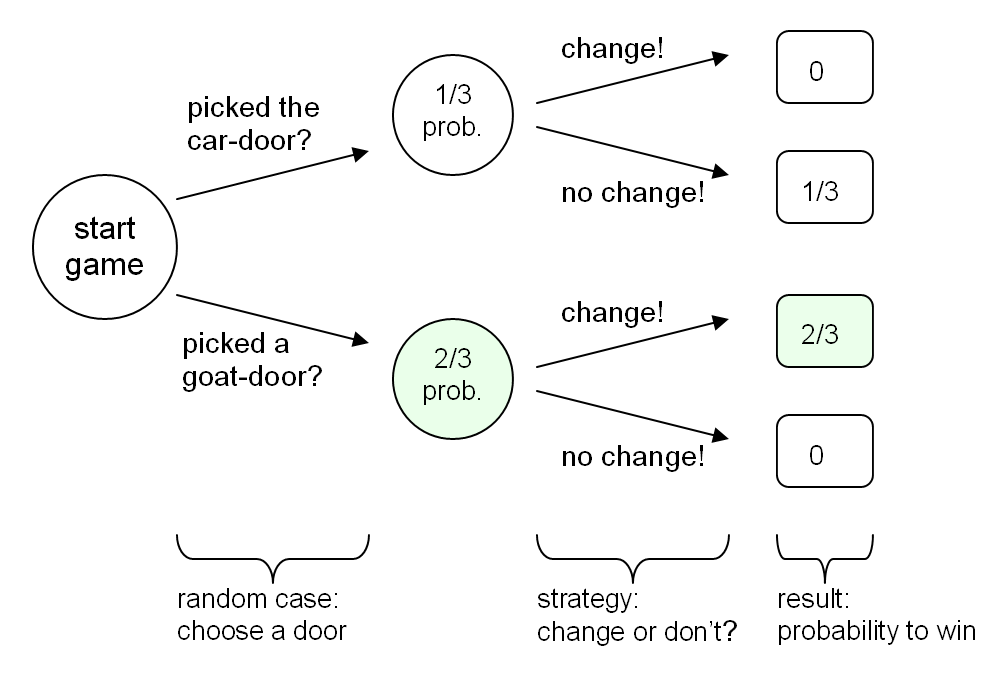 start
game
picked the
car-door?
1/3
prob.
change!
0
no change!
1/3
picked a
goat-door?
2/3
prob.
change!
2/3
no change!
0
random case:
choose a door
strategy:
change or don't?
result:
probability to win